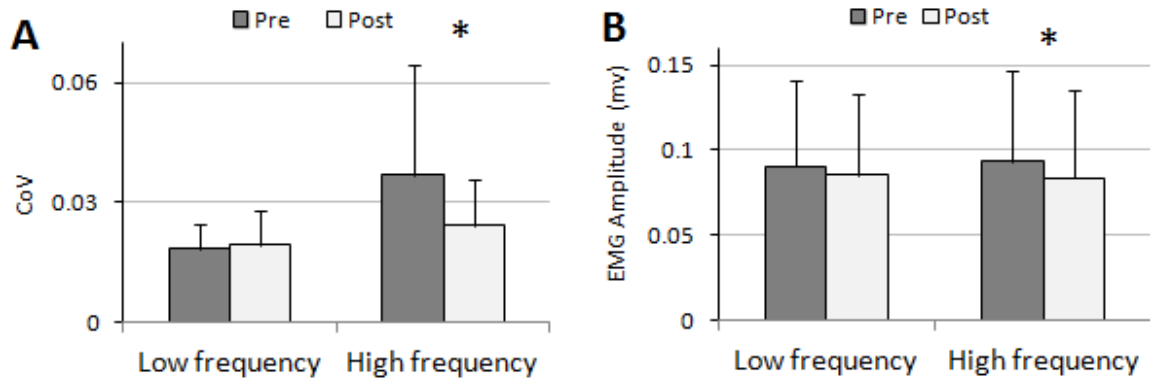 A
Pre Post
*
0.06
0.03
0
CoV
Low frequency High frequency
B
Pre Post
*
0.15
0.1
0.05
0
EMG Amplitude (mv)
Low frequency High frequency